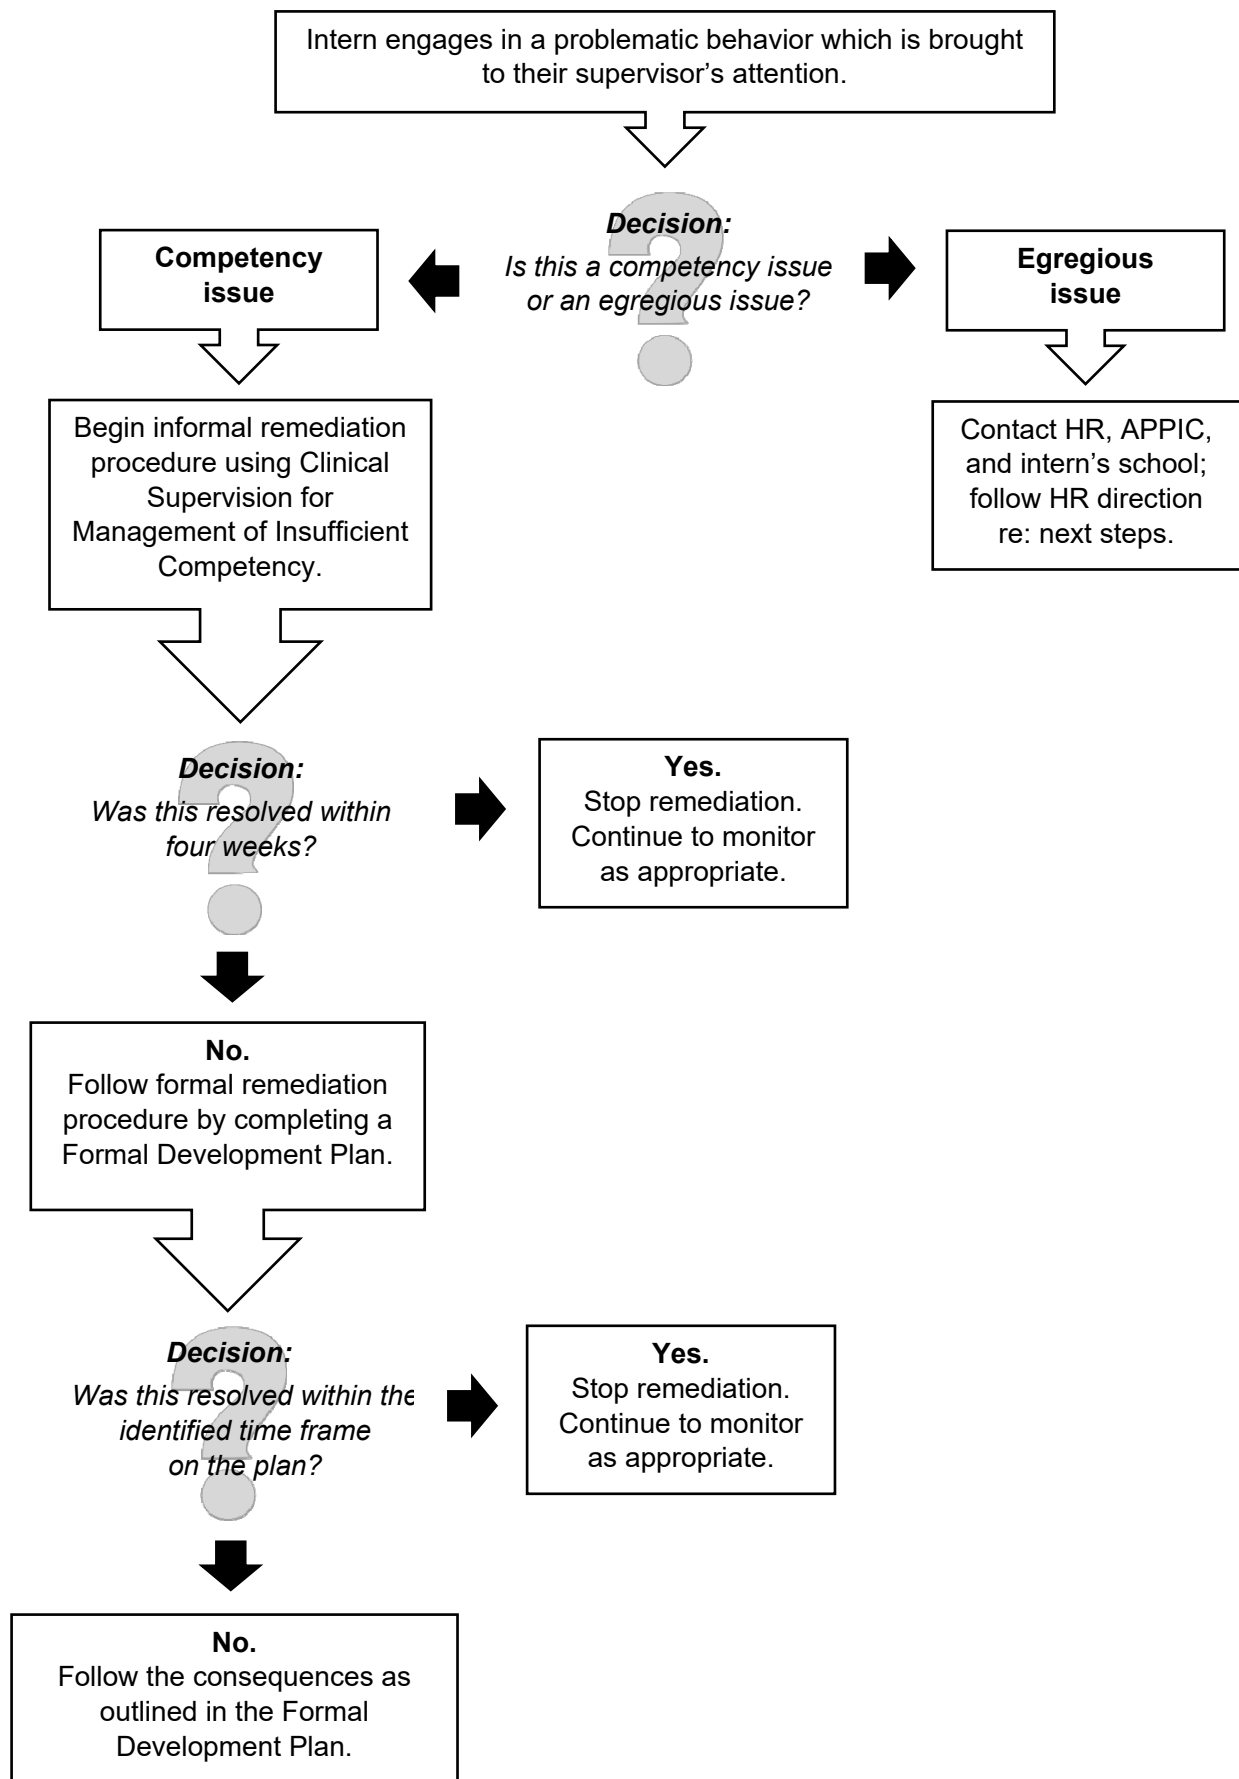 Intern engages in a problematic behavior which is brought
to their supervisor’s attention.
Decision:
Is this a competency issue
or an egregious issue?
Competency
issue
Egregious
issue
Begin informal remediation
procedure using Clinical
Supervision for
Management of Insufficient
Competency.
Contact HR, APPIC,
and intern’s school;
follow HR direction
re: next steps.
Decision:
Was this resolved within
four weeks?
Yes.
Stop remediation.
Continue to monitor
as appropriate.
No.
Follow formal remediation
procedure by completing a
Formal Development Plan.
Decision:
Was this resolved within the
identified time frame
on the plan?
Yes.
Stop remediation.
Continue to monitor
as appropriate.
No.
Follow the consequences as
outlined in the Formal
Development Plan.